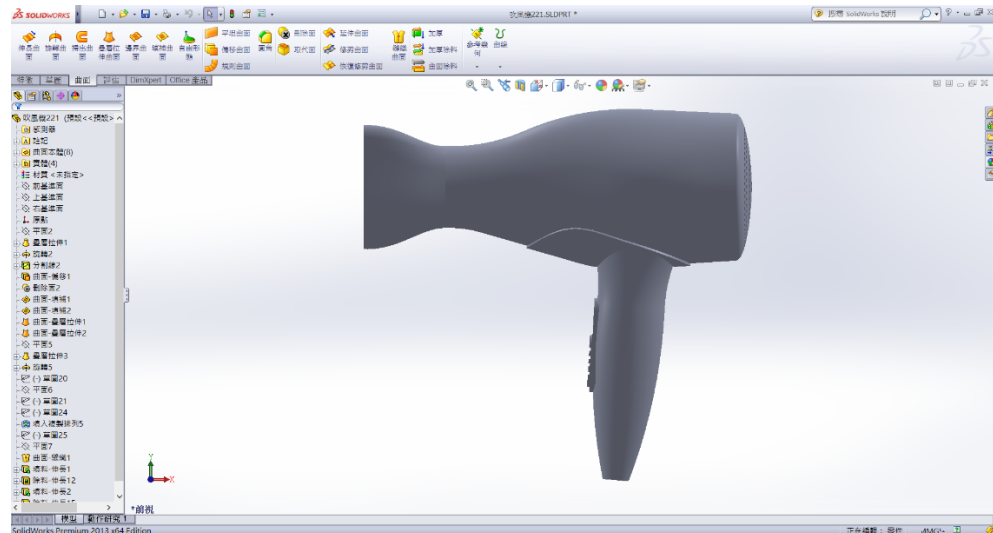 SOLIDWORKS
吹風機221.SLDPRT *
搜尋 SolidWorks 說明
伸長曲面
旋轉曲面
掃出曲面
疊層拉伸曲面
邊界曲面
填補曲面
自由形態
平坦曲面
偏移曲面
規則曲面
圓角
刪除面
取代面
延伸曲面
修剪曲面
恢復修剪曲面
縫織曲面
加厚
加厚除料
曲面除料
參考幾何
曲線
特徵
草圖
曲面
評估
DimXpert
Office 產品
吹風機221 (預設<<預設>
感測器
註記
曲面本體(8)
實體(4)
材質 <未指定>
前基準面
上基準面
右基準面
原點
平面2
疊層拉伸1
旋轉2
分割線2
曲面-偏移1
刪除面2
曲面-填補1
曲面-填補2
曲面-疊層拉伸1
曲面-疊層拉伸2
平面5
疊層拉伸3
旋轉5
(-) 草圖20
平面6
(-) 草圖21
(-) 草圖24
填入複製排列5
(-) 草圖25
平面7
曲面-縫織1
填料-伸長1
除料-伸長12
填料-伸長2
除料-伸長15
Y
X
*前視
模型
動作研究 1
SolidWorks Premium 2013 x64 Edition
正在編輯 : 零件
MMGS